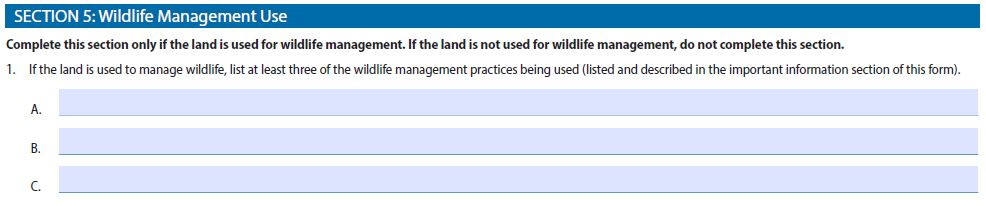 SECTION 5: Wildlife Management Use
Complete this section only if the land is used for wildlife management. If the land is not used for wildlife management, do not complete this section.
1. If the land is used to manage wildlife, list at least three of the wildlife management practices being used (listed and described in the important information section of this form).
A.
B.
C.